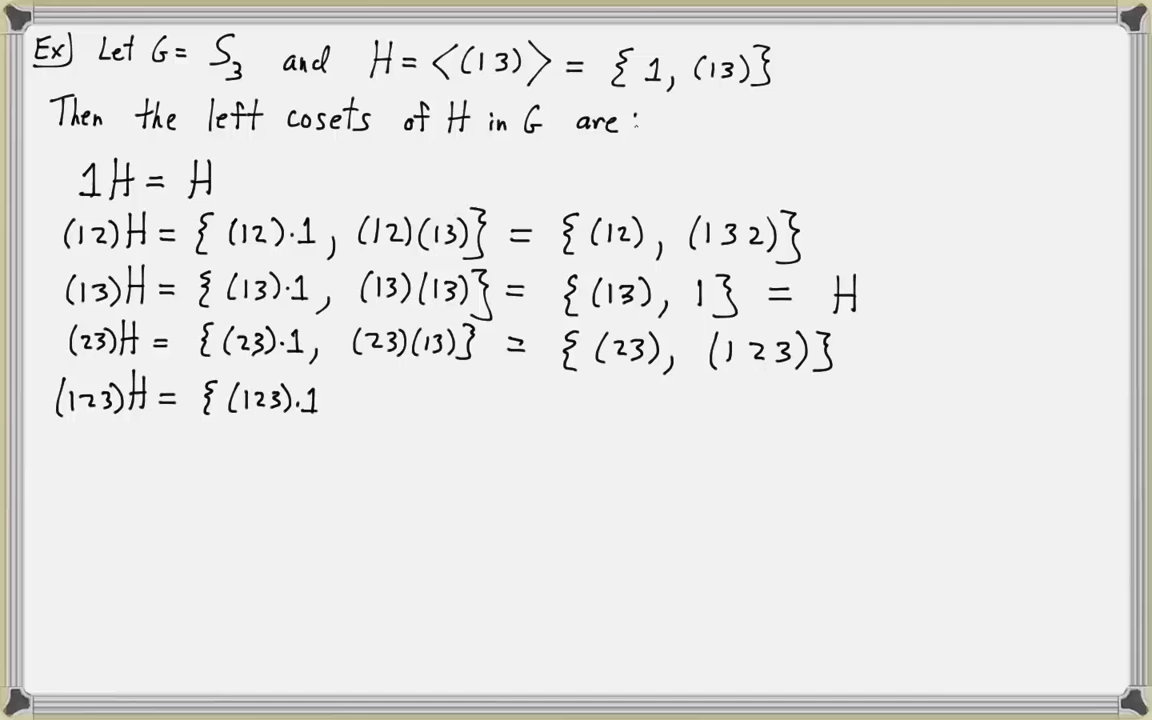 Ex) Let G = S₃ and H = <(13)> = {1, (13)}
Then the left cosets of H in G are:
1H = H
(12)H = {(12)·1, (12)(13)} = {(12), (132)}
(13)H = {(13)·1, (13)(13)} = {(13), 1} = H
(23)H = {(23)·1, (23)(13)} = {(23), (123)}
(123)H = {(123)·1